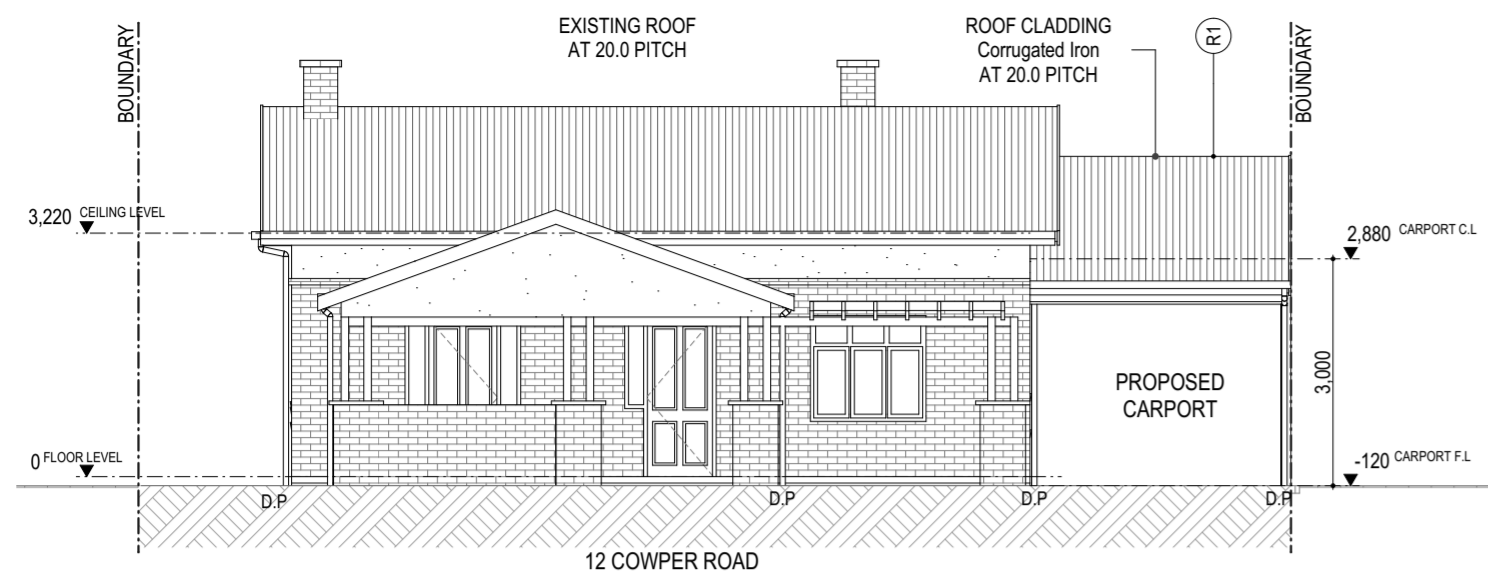 BOUNDARY
EXISTING ROOF
AT 20.0 PITCH
ROOF CLADDING
Corrugated Iron
AT 20.0 PITCH
R1
BOUNDARY
3,220 CEILING LEVEL
2,880 CARPORT C.L
3,000
PROPOSED
CARPORT
0 FLOOR LEVEL
-120 CARPORT F.L
D.P
D.P
D.P
D.P
12 COWPER ROAD